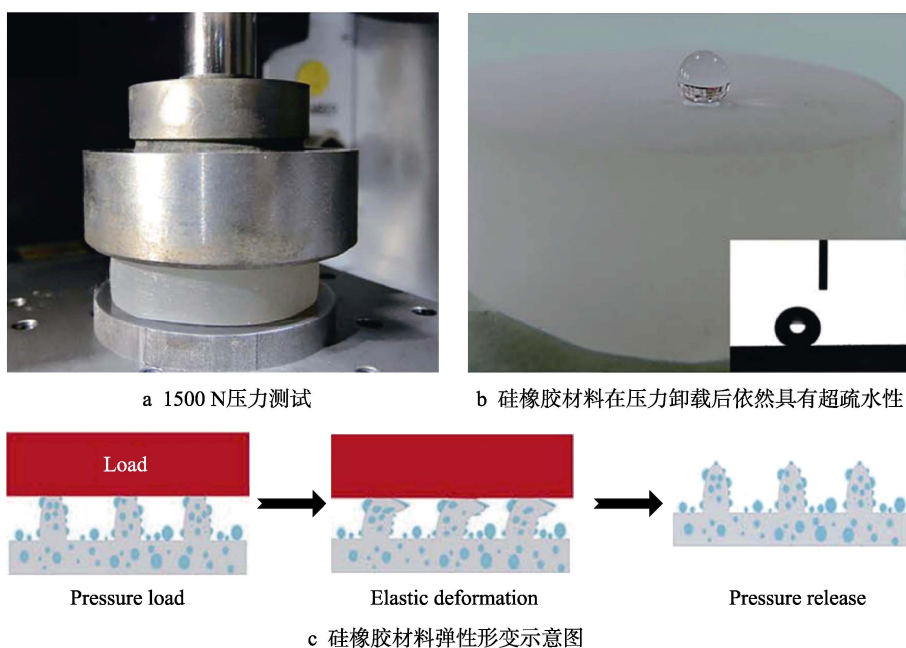 a 1500 N压力测试
b 硅橡胶材料在压力卸载后依然具有超疏水性
Load
Pressure load
Elastic deformation
Pressure release
c 硅橡胶材料弹性形变示意图